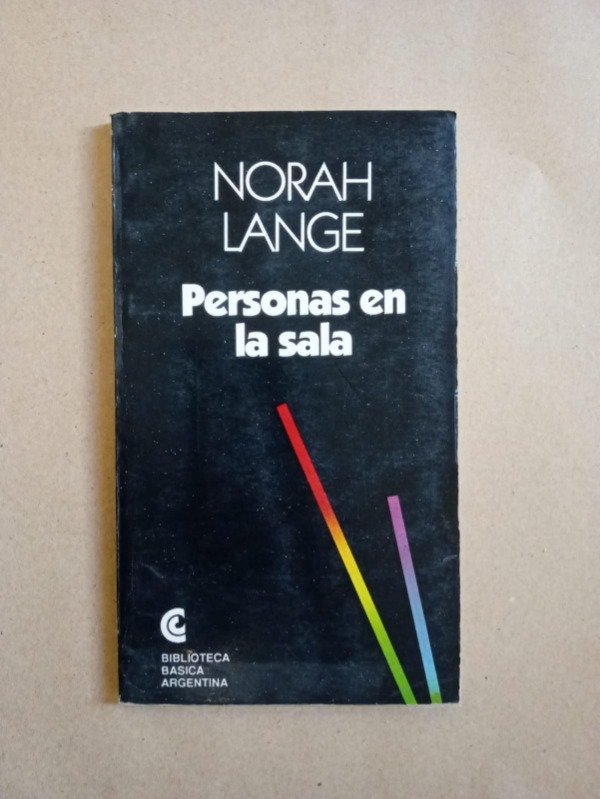 NORAH
LANGE
Personas en
la sala
BIBLIOTECA
BASICA
ARGENTINA